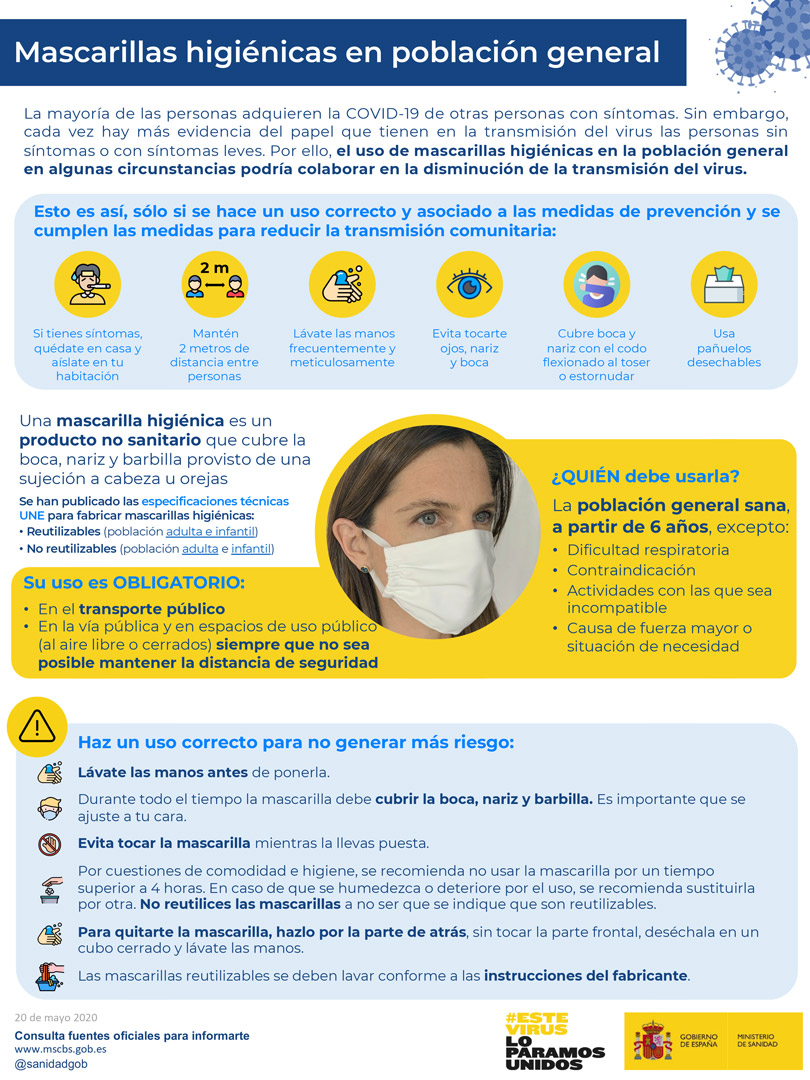 Mascarillas higiénicas en población general
La mayoría de las personas adquieren la COVID-19 de otras personas con síntomas. Sin embargo,
cada vez hay más evidencia del papel que tienen en la transmisión del virus las personas sin
síntomas o con síntomas leves. Por ello, el uso de mascarillas higiénicas en la población general
en algunas circunstancias podría colaborar en la disminución de la transmisión del virus.
Esto es así, sólo si se hace un uso correcto y asociado a las medidas de prevención y se
cumplen las medidas para reducir la transmisión comunitaria:
2 m
Si tienes síntomas,
quédate en casa y
aíslate en tu
habitación
Mantén
2 metros de
distancia entre
personas
Lávate las manos
frecuentemente y
meticulosamente
Evita tocarte
ojos, nariz
y boca
Cubre boca y
nariz con el codo
flexionado al toser
o estornudar
Usa
pañuelos
desechables
Una mascarilla higiénica es un
producto no sanitario que cubre la
boca, nariz y barbilla provisto de una
sujeción a cabeza u orejas
Se han publicado las especificaciones técnicas
UNE para fabricar mascarillas higiénicas:
• Reutilizables (población adulta e infantil)
• No reutilizables (población adulta e infantil)
Su uso es OBLIGATORIO:
• En el transporte público
• En la vía pública y en espacios de uso público
(al aire libre o cerrados) siempre que no sea
posible mantener la distancia de seguridad
¿QUIÉN debe usarla?
La población general sana,
a partir de 6 años, excepto:
• Dificultad respiratoria
• Contraindicación
• Actividades con las que sea
incompatible
• Causa de fuerza mayor o
situación de necesidad
Haz un uso correcto para no generar más riesgo:
Lávate las manos antes de ponerla.
Durante todo el tiempo la mascarilla debe cubrir la boca, nariz y barbilla. Es importante que se
ajuste a tu cara.
Evita tocar la mascarilla mientras la llevas puesta.
Por cuestiones de comodidad e higiene, se recomienda no usar la mascarilla por un tiempo
superior a 4 horas. En caso de que se humedezca o deteriore por el uso, se recomienda sustituirla
por otra. No reutilices las mascarillas a no ser que se indique que son reutilizables.
Para quitarte la mascarilla, hazlo por la parte de atrás, sin tocar la parte frontal, deséchala en un
cubo cerrado y lávate las manos.
Las mascarillas reutilizables se deben lavar conforme a las instrucciones del fabricante.
20 de mayo 2020
Consulta fuentes oficiales para informarte
www.mscbs.gob.es
@sanidadgob
#ESTE
VIRUS
LO
PARAMOS
UNIDOS
GOBIERNO
DE ESPAÑA
MINISTERIO
DE SANIDAD